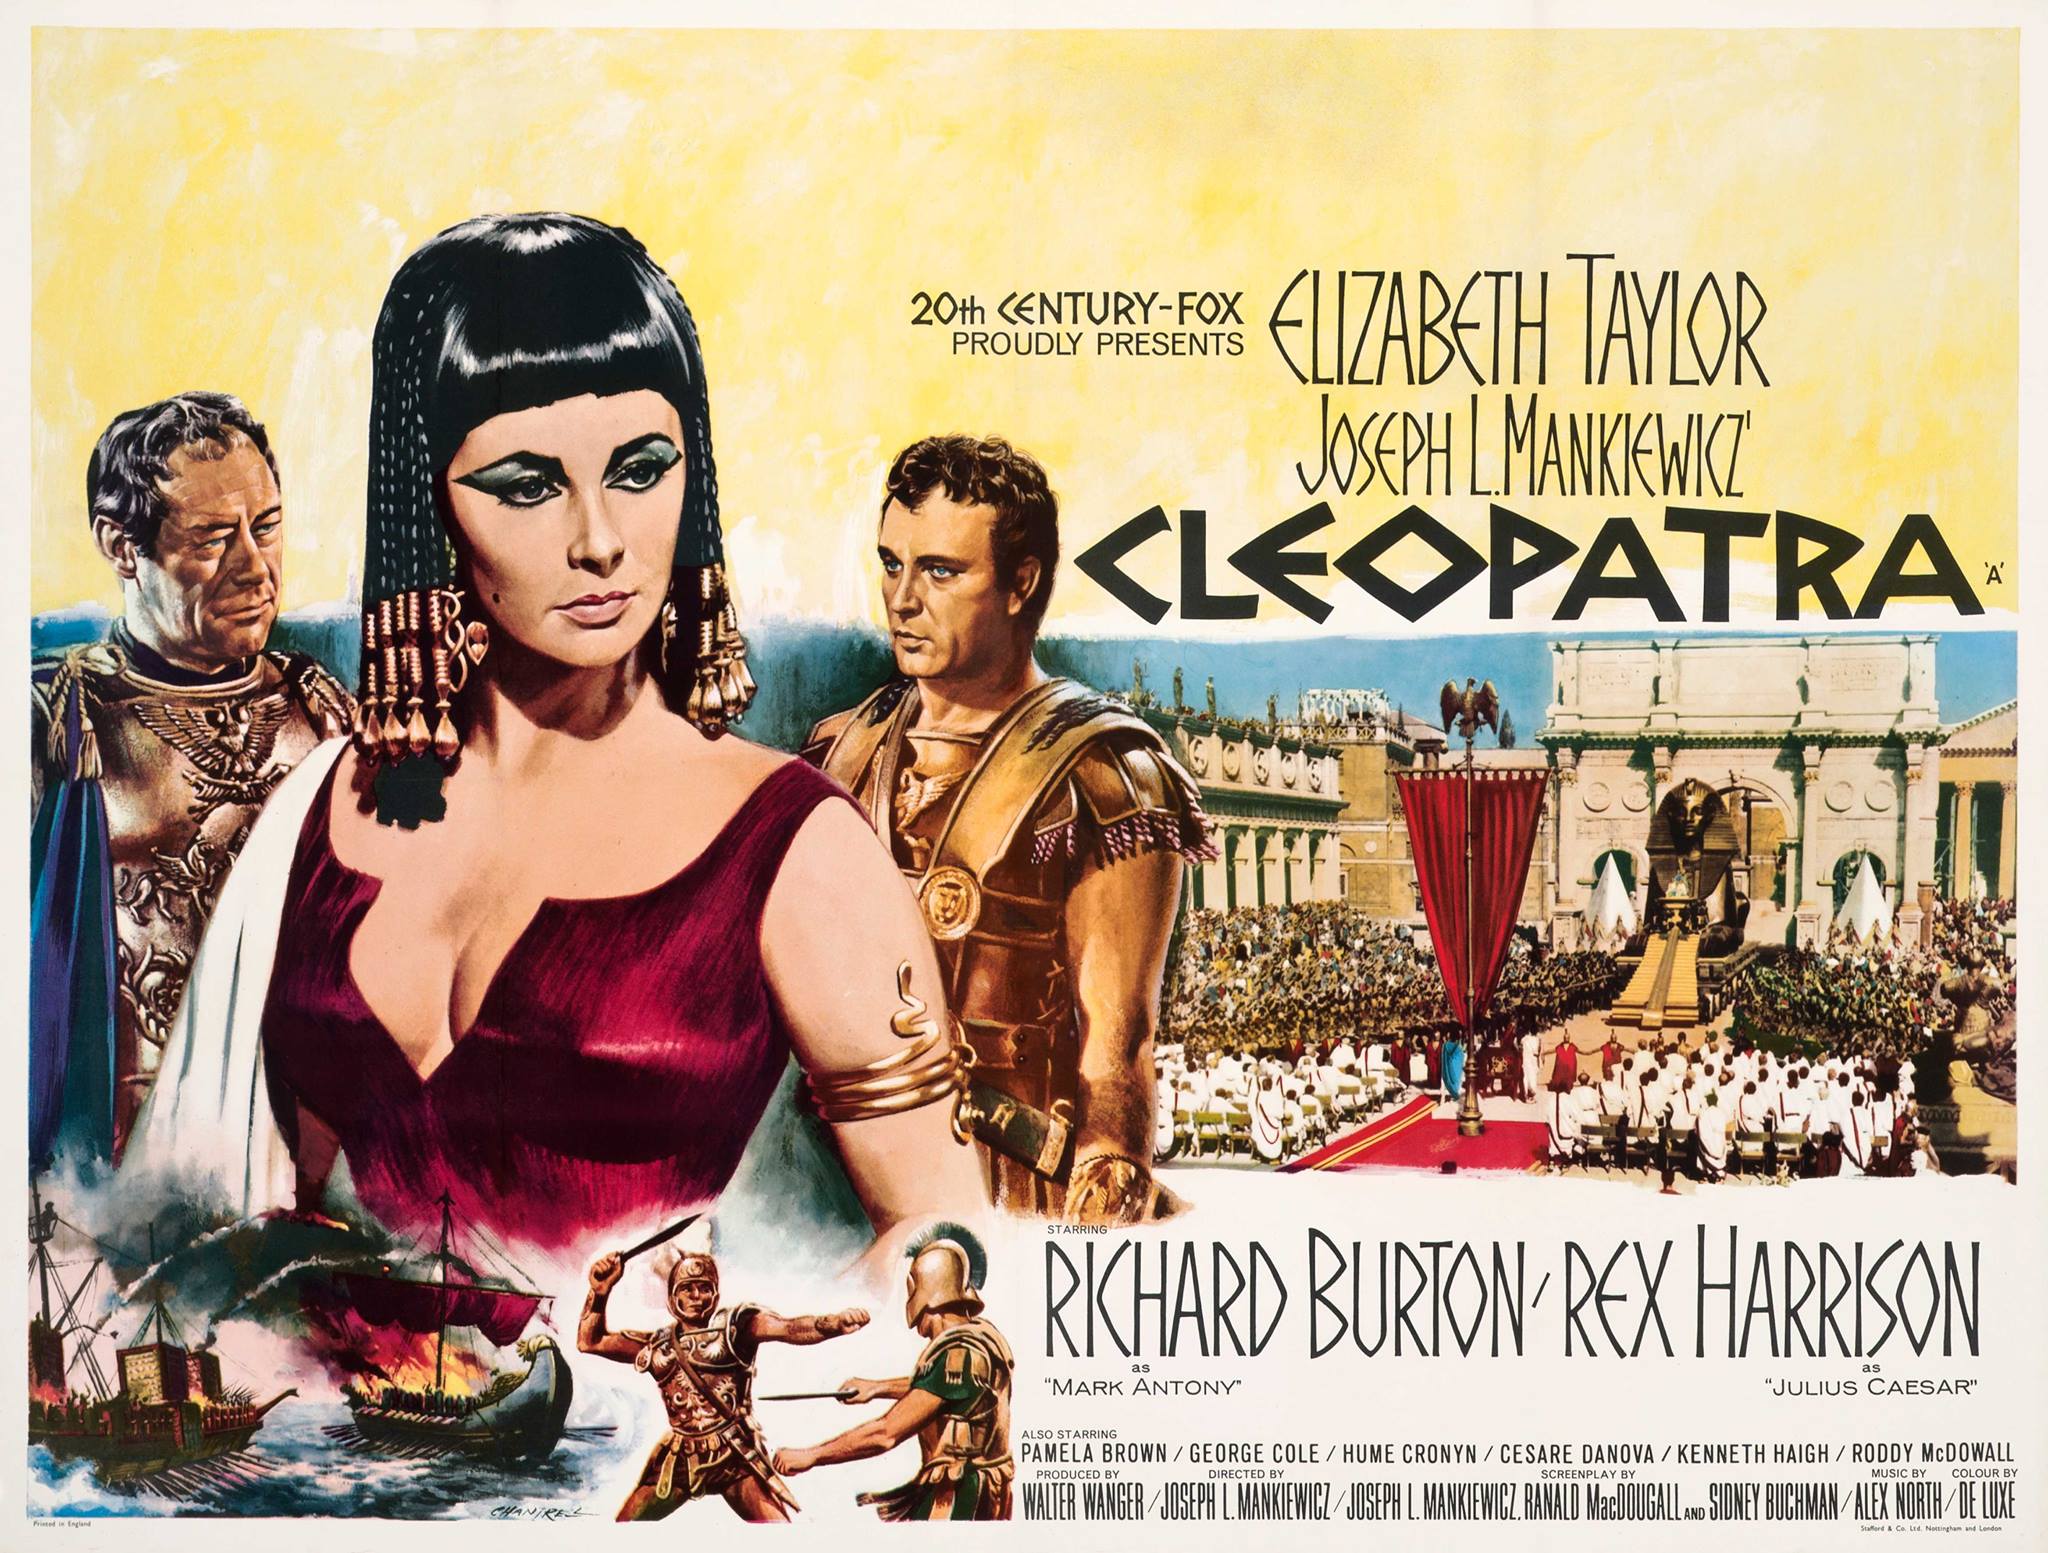 20th CENTURY-FOX
PROUDLY PRESENTS
ELIZABETH TAYLOR
JOSEPH L. MANKIEWICZ'
CLEOPATRA 'A'
STARRING
RICHARD BURTON / REX HARRISON
as as
"MARK ANTONY" "JULIUS CAESAR"
ALSO STARRING
PAMELA BROWN / GEORGE COLE / HUME CRONYN / CESARE DANOVA / KENNETH HAIGH / RODDY McDOWALL
PRODUCED BY DIRECTED BY SCREENPLAY BY MUSIC BY COLOUR BY
WALTER WANGER / JOSEPH L. MANKIEWICZ / JOSEPH L. MANKIEWICZ, RANALD MacDOUGALL AND SIDNEY BUCHMAN / ALEX NORTH / DE LUXE
CHANTRELL
Printed in England
Stafford & Co. Ltd. Nottingham and London